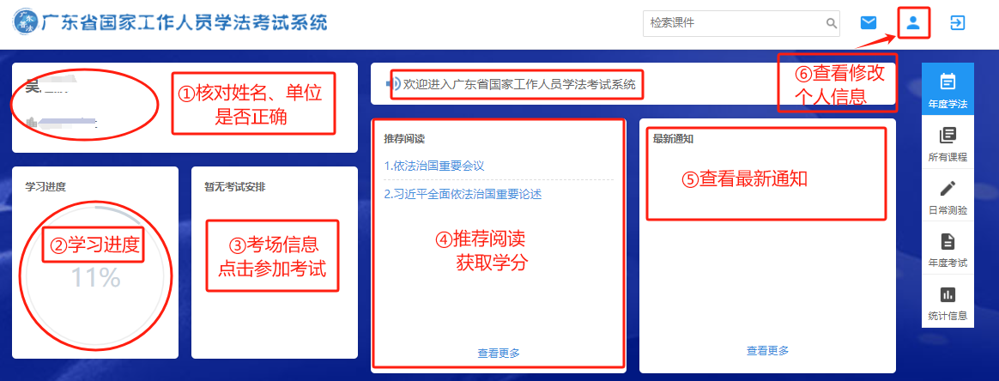 广东省国家工作人员学法考试系统
检索课件
①核对姓名、单位
是否正确
欢迎进入广东省国家工作人员学法考试系统
⑥查看修改
个人信息
年度学法
所有课程
日常测验
年度考试
统计信息
学习进度
②学习进度
11%
暂无考试安排
③考场信息
点击参加考试
推荐阅读
1.依法治国重要会议
2.习近平全面依法治国重要论述
④推荐阅读
获取学分
查看更多
最新通知
⑤查看最新通知
查看更多